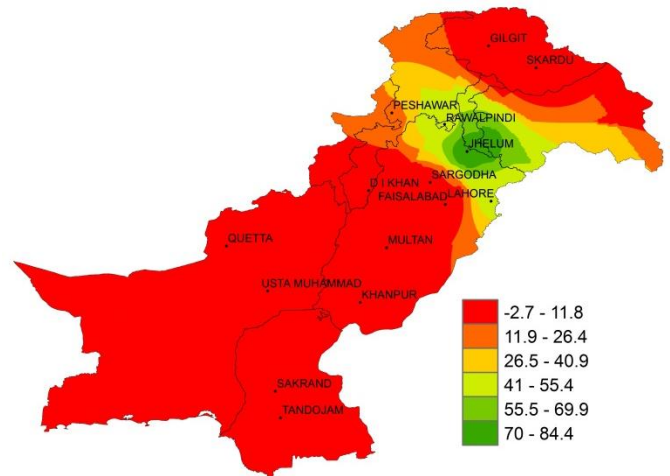 GILGIT
SKARDU
PESHAWAR
RAWALPINDI
JHELUM
SARGODHA
D I KHAN
FAISALABAD
LAHORE
QUETTA
MULTAN
USTA MUHAMMAD
KHANPUR
SAKRAND
TANDOJAM
-2.7 - 11.8
11.9 - 26.4
26.5 - 40.9
41 - 55.4
55.5 - 69.9
70 - 84.4